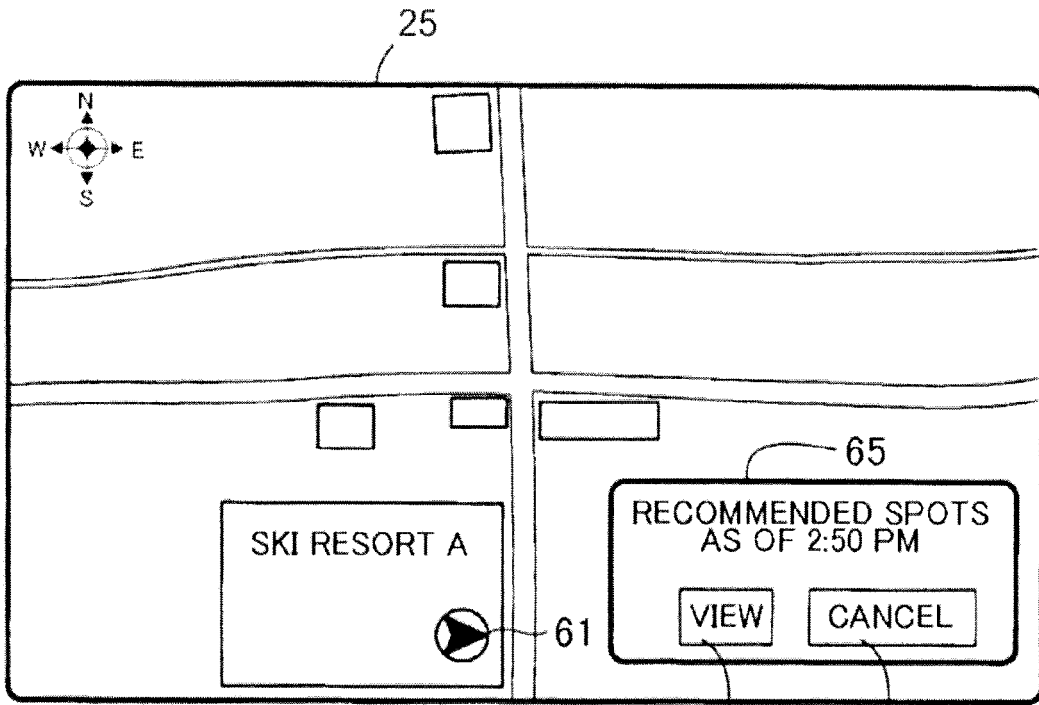 25
N
W E
S
65
RECOMMENDED SPOTS
AS OF 2:50 PM
SKI RESORT A
VIEW
CANCEL
61